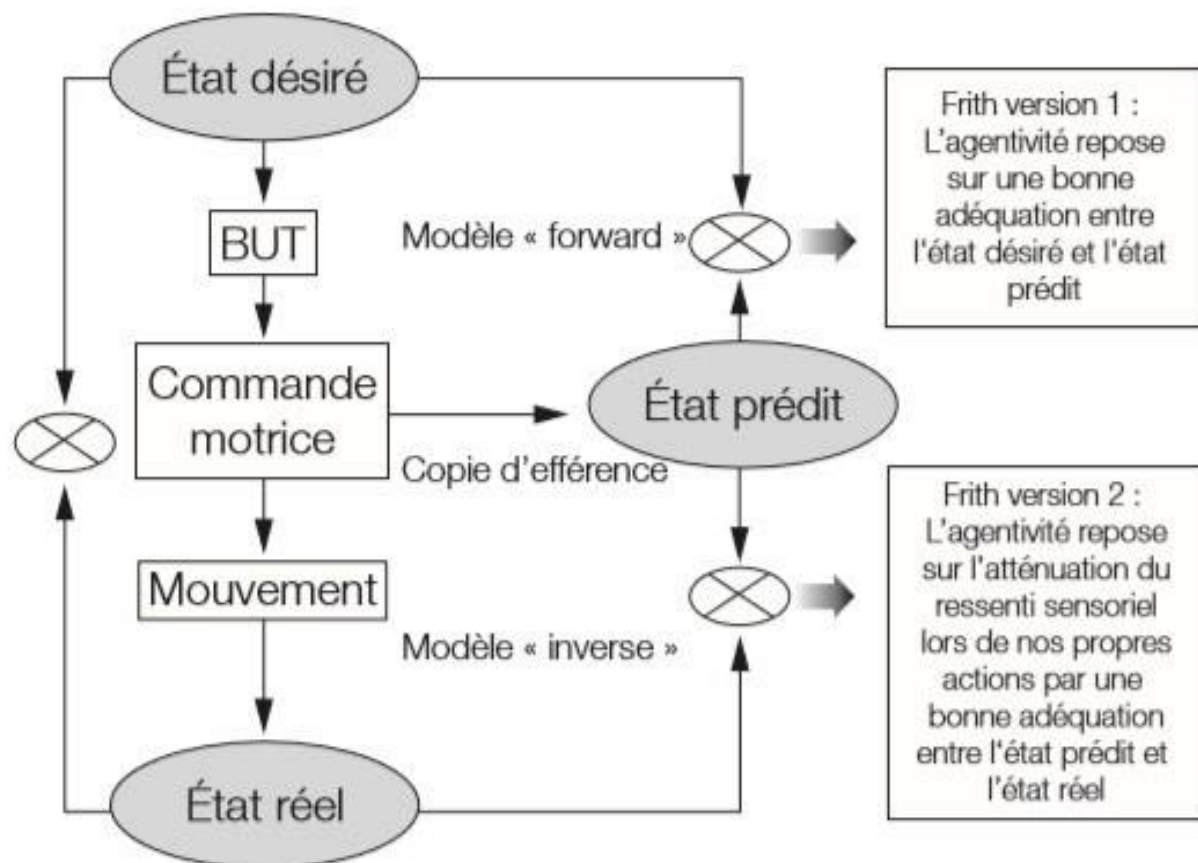 État désiré
BUT
Modèle « forward »
Commande
motrice
État prédit
Copie d'efférence
Mouvement
Modèle « inverse »
État réel
Frith version 1 :
L'agentivité repose
sur une bonne
adéquation entre
l'état désiré et l'état
prédit
Frith version 2 :
L'agentivité repose
sur l'atténuation du
ressenti sensoriel
lors de nos propres
actions par une
bonne adéquation
entre l'état prédit et
l'état réel